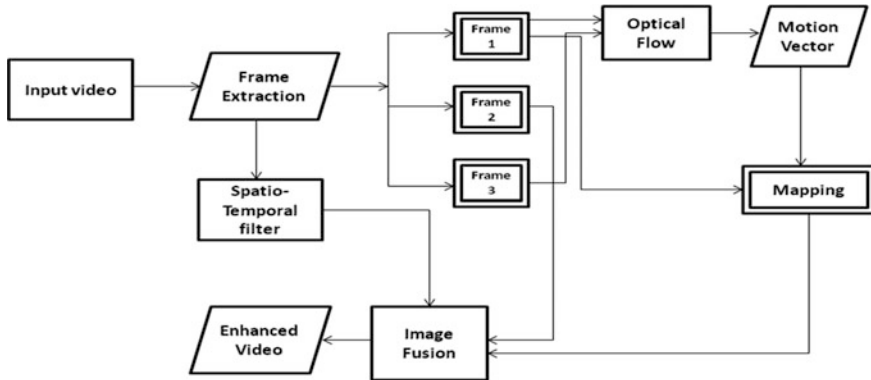 Input video
Frame
Extraction
Frame
1
Frame
2
Frame
3
Optical
Flow
Motion
Vector
Mapping
Spatio-
Temporal
filter
Image
Fusion
Enhanced
Video